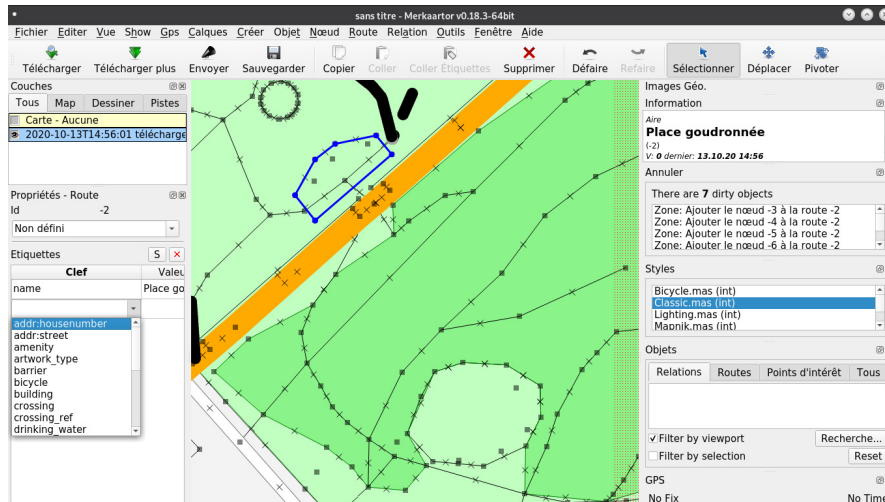 sans titre - Merkaartor v0.18.3-64bit
Fichier Editer Vue Show Gps Calques Créer Objet Nœud Route Relation Outils Fenêtre Aide
Télécharger Télécharger plus Envoyer Sauvegarder Copier Coller Coller Étiquettes Supprimer Défaire Refaire Sélectionner Déplacer Pivoter
Couches
Tous Map Dessiner Pistes
Carte - Aucune
2020-10-13T14:56:01 télécharge
Propriétés - Route
Id -2
Non défini
Etiquettes S
Clef Valeu
name Place go
addr:housenumber
addr:street
amenity
artwork_type
barrier
bicycle
building
crossing
crossing_ref
drinking_water
Images Géo.
Information
Aire
Place goudronnée
(-2)
V: 0 dernier: 13.10.20 14:56
Annuler
There are 7 dirty objects
Zone: Ajouter le nœud -3 à la route -2
Zone: Ajouter le nœud -4 à la route -2
Zone: Ajouter le nœud -5 à la route -2
Zone: Ajouter le nœud -6 à la route -2
Styles
Bicycle.mas (int)
Classic.mas (int)
Lighting.mas (int)
Mapnik.mas (int)
Objets
Relations Routes Points d'intérêt Tous
Filter by viewport Recherche...
Filter by selection Reset
GPS
No Fix No Time